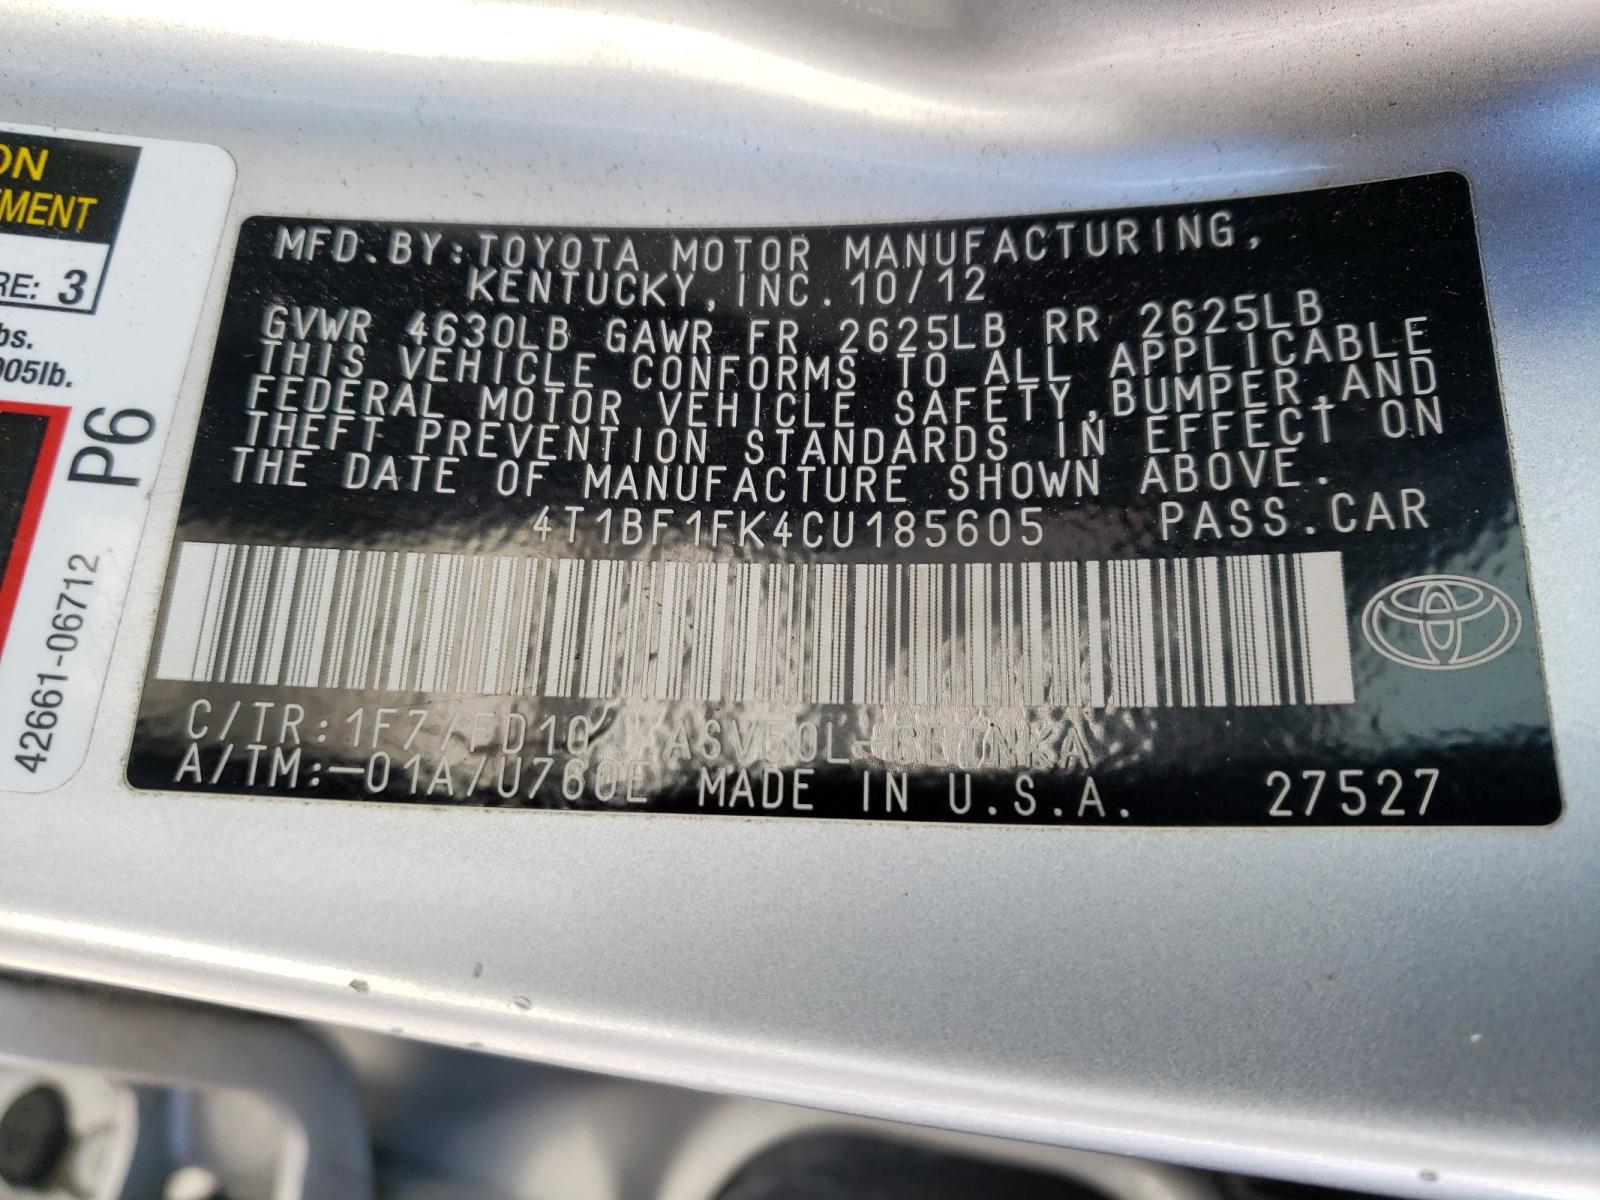 ON
MENT
RE: 3
bs.
005lb.
P6
42661-06712
MFD.BY:TOYOTA MOTOR MANUFACTURING,
KENTUCKY,INC.10/12
GVWR 4630LB GAWR FR 2625LB RR 2625LB
THIS VEHICLE CONFORMS TO ALL APPLICABLE
FEDERAL MOTOR VEHICLE SAFETY,BUMPER,AND
THEFT PREVENTION STANDARDS IN EFFECT ON
THE DATE OF MANUFACTURE SHOWN ABOVE.
4T1BF1FK4CU185605 PASS.CAR
C/TR:1F7/FD10
A/TM:-01A/U760E MADE IN U.S.A. 27527